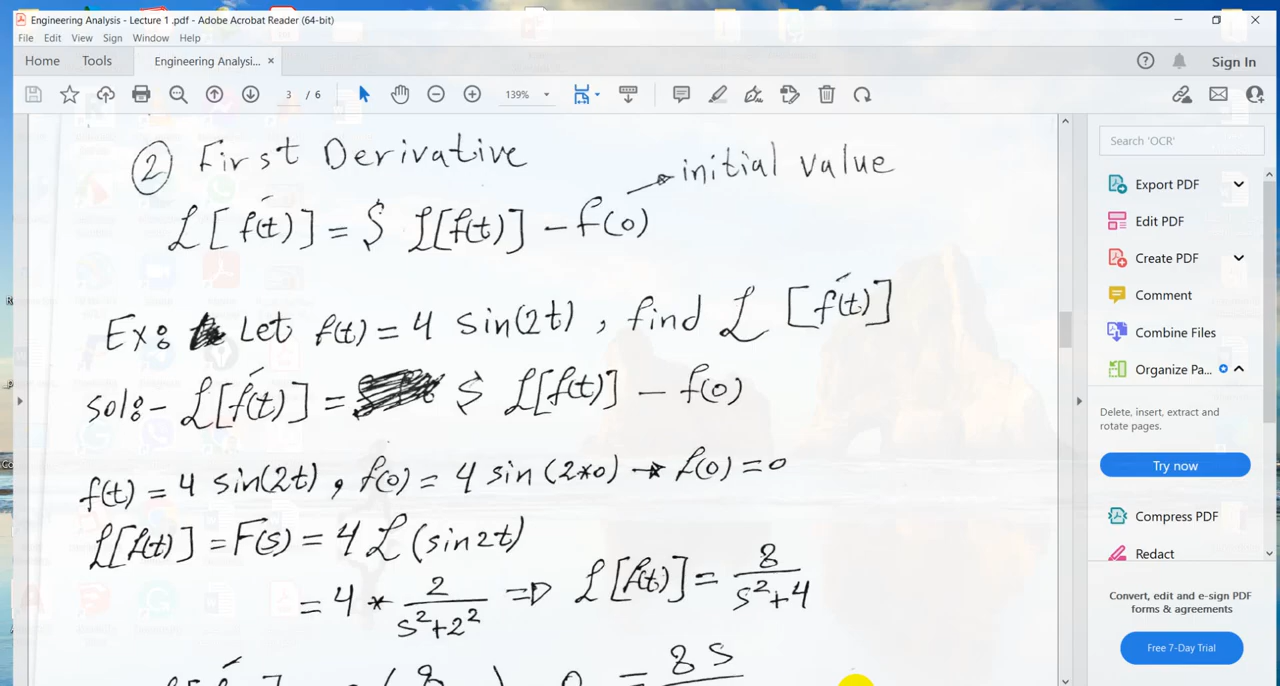 Engineering Analysis - Lecture 1 .pdf - Adobe Acrobat Reader (64-bit)
File Edit View Sign Window Help
Home Tools Engineering Analysi... × Sign In
3 / 6 139%
Search 'OCR'
② First Derivative
initial value
ℒ[f́(t)] = S ℒ[f(t)] - f(0)
Ex: Let f(t) = 4 sin(2t), find ℒ [f́(t)]
sol:- ℒ[f́(t)] = S ℒ[f(t)] - f(0)
f(t) = 4 sin(2t), f(0) = 4 sin(2*0) → f(0) = 0
ℒ[f(t)] = F(s) = 4 ℒ(sin2t)
= 4 * 2/(s²+2²) ⇒ ℒ[f(t)] = 8/(s²+4)
8 = 8S
Export PDF
Edit PDF
Create PDF
Comment
Combine Files
Organize Pa...
Delete, insert, extract and
rotate pages.
Try now
Compress PDF
Redact
Convert, edit and e-sign PDF
forms & agreements
Free 7-Day Trial